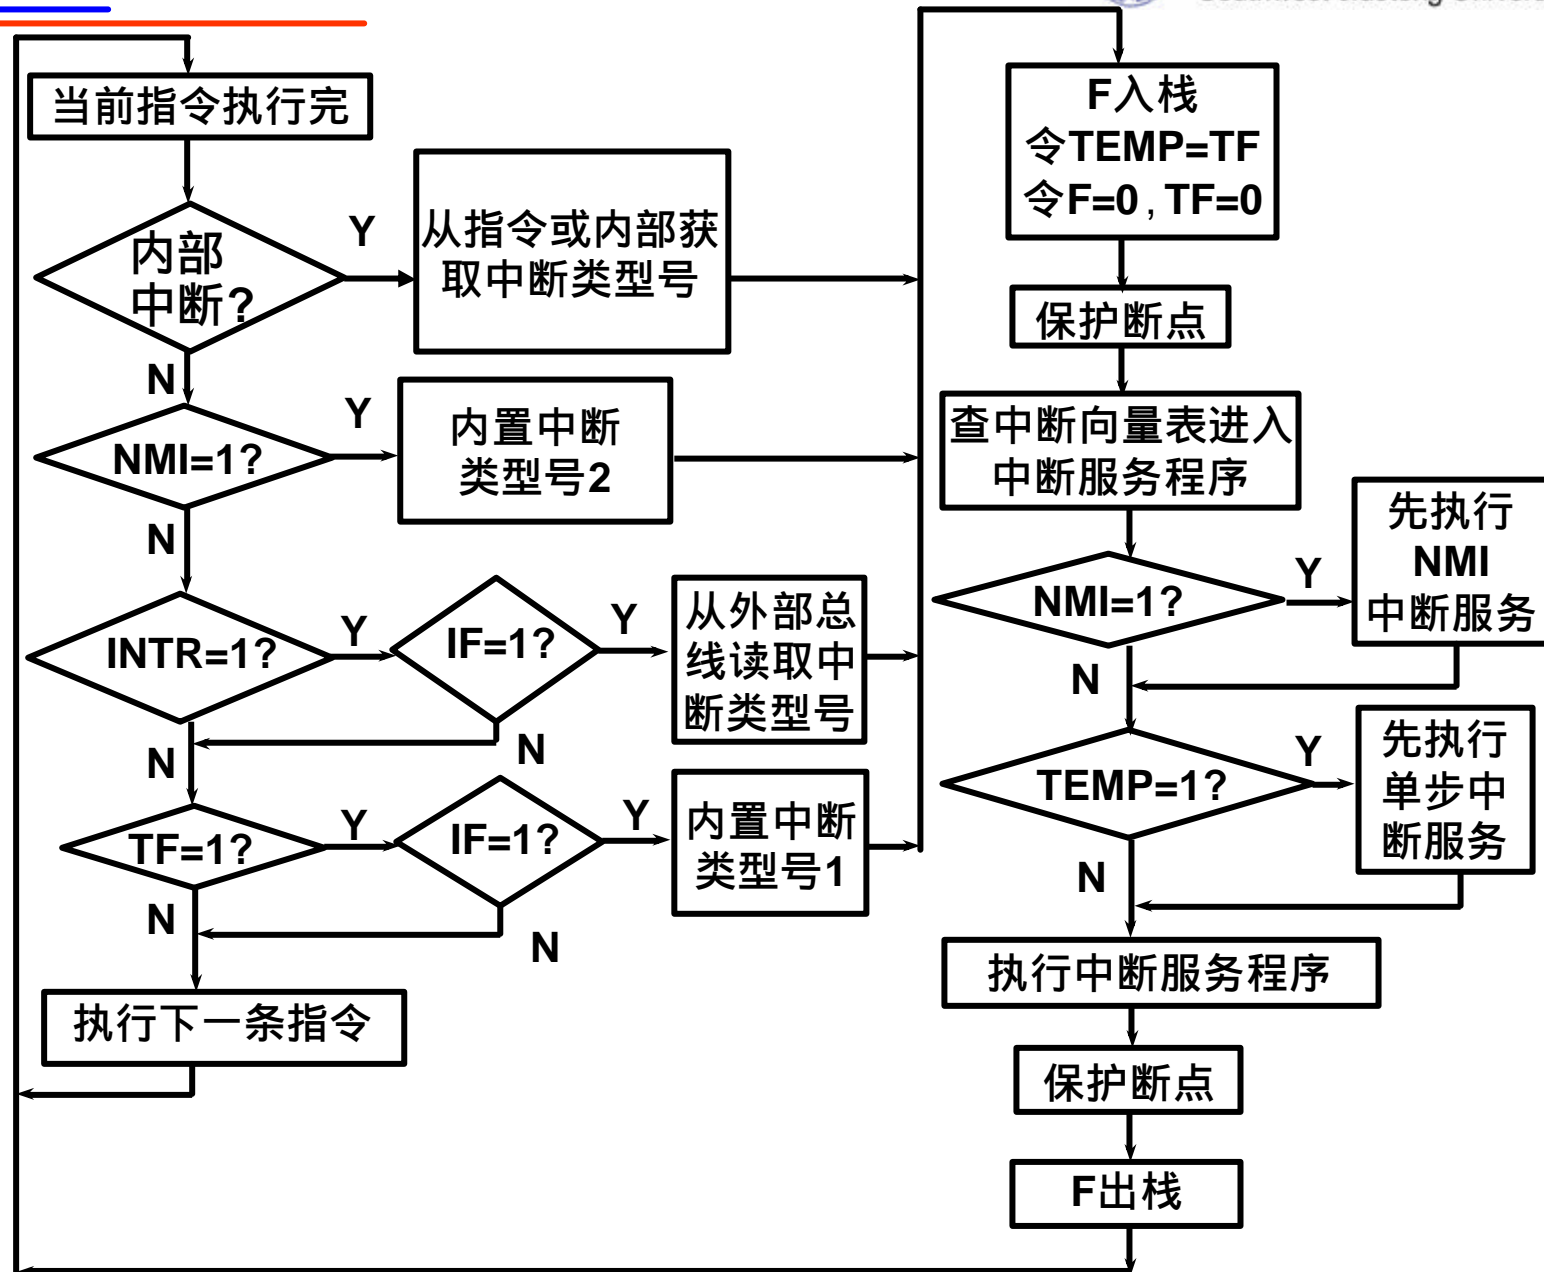 当前指令执行完
内部
中断?
Y
从指令或内部获
取中断类型号
N
NMI=1?
Y
内置中断
类型号2
N
INTR=1?
Y
IF=1?
Y
从外部总
线读取中
断类型号
N
N
TF=1?
Y
IF=1?
Y
内置中断
类型号1
N
N
执行下一条指令
F入栈
令TEMP=TF
令F=0，TF=0
保护断点
查中断向量表进入
中断服务程序
NMI=1?
Y
先执行
NMI
中断服务
N
TEMP=1?
Y
先执行
单步中
断服务
N
执行中断服务程序
保护断点
F出栈